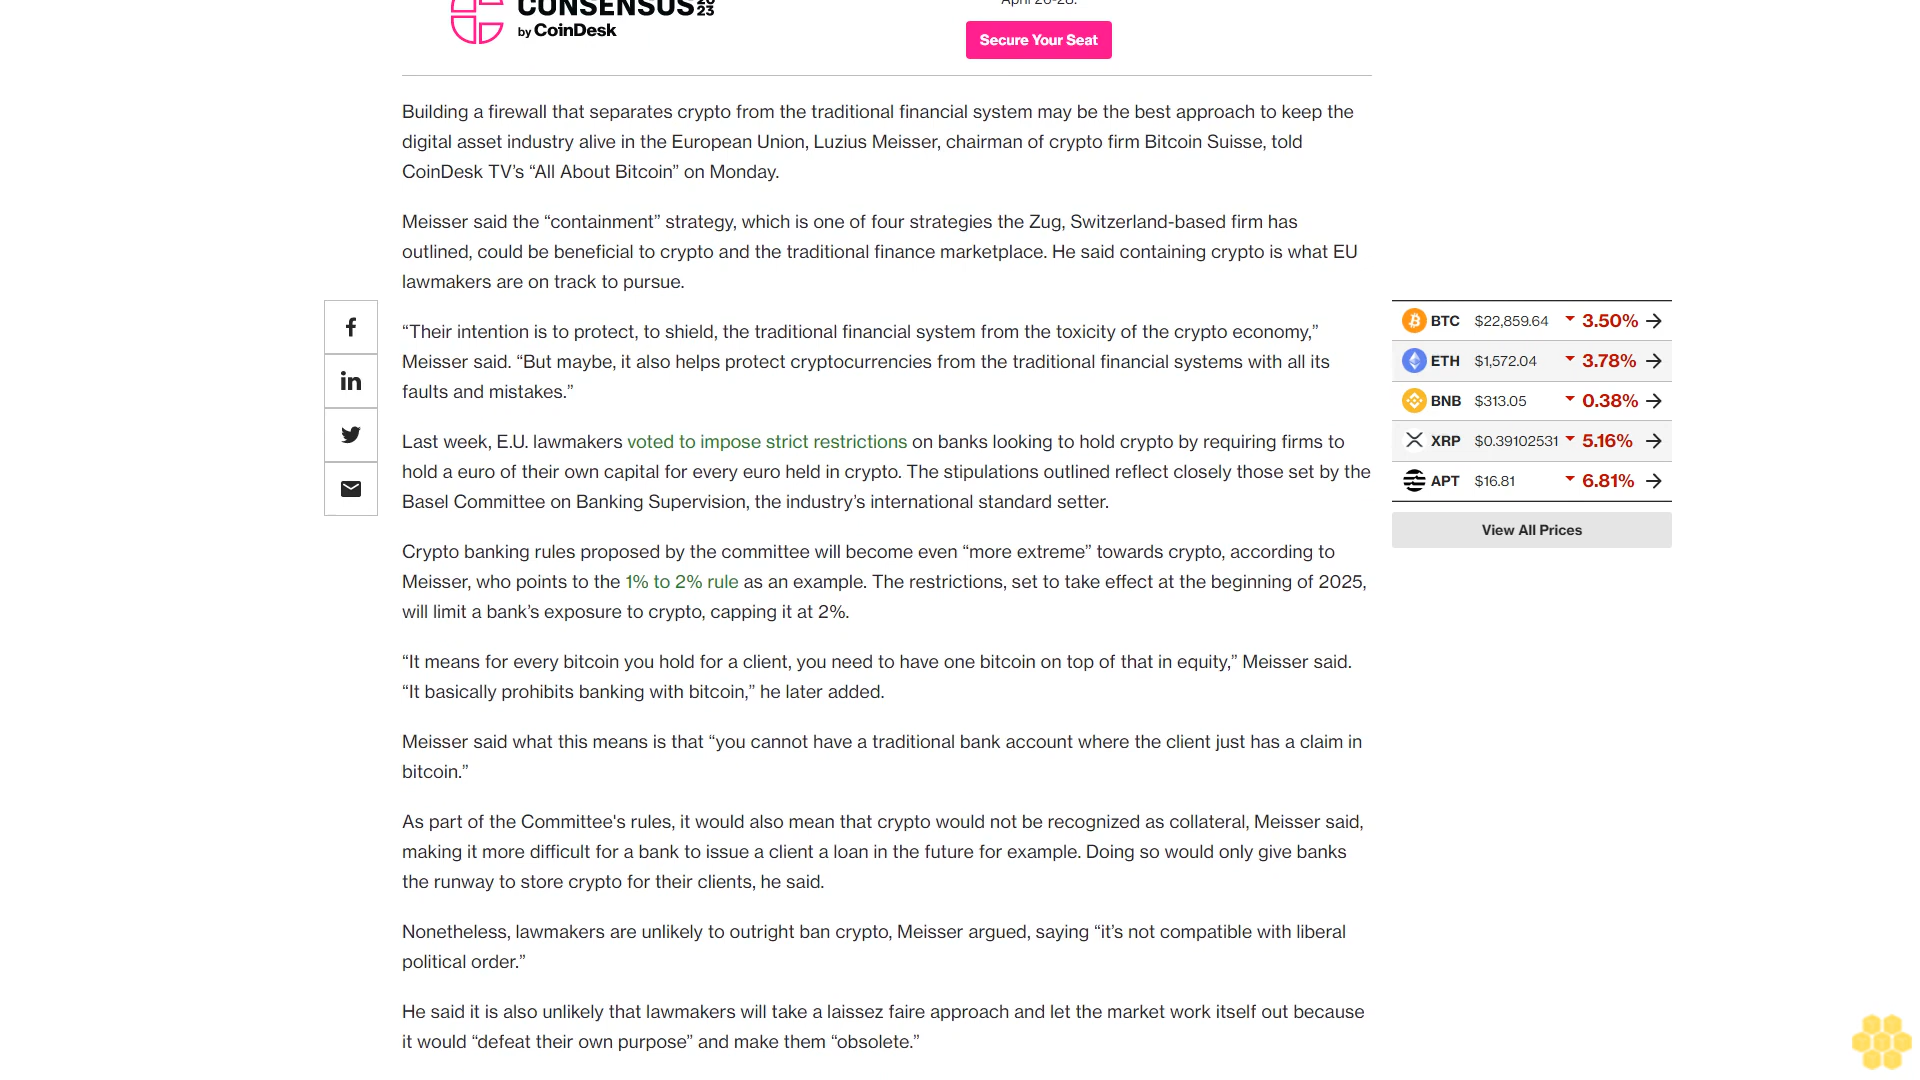 CONSENSUS 2023
by CoinDesk
Secure Your Seat
Building a firewall that separates crypto from the traditional financial system may be the best approach to keep the
digital asset industry alive in the European Union, Luzius Meisser, chairman of crypto firm Bitcoin Suisse, told
CoinDesk TV’s “All About Bitcoin” on Monday.
Meisser said the “containment” strategy, which is one of four strategies the Zug, Switzerland-based firm has
outlined, could be beneficial to crypto and the traditional finance marketplace. He said containing crypto is what EU
lawmakers are on track to pursue.
“Their intention is to protect, to shield, the traditional financial system from the toxicity of the crypto economy,”
Meisser said. “But maybe, it also helps protect cryptocurrencies from the traditional financial systems with all its
faults and mistakes.”
Last week, E.U. lawmakers voted to impose strict restrictions on banks looking to hold crypto by requiring firms to
hold a euro of their own capital for every euro held in crypto. The stipulations outlined reflect closely those set by the
Basel Committee on Banking Supervision, the industry’s international standard setter.
Crypto banking rules proposed by the committee will become even “more extreme” towards crypto, according to
Meisser, who points to the 1% to 2% rule as an example. The restrictions, set to take effect at the beginning of 2025,
will limit a bank’s exposure to crypto, capping it at 2%.
“It means for every bitcoin you hold for a client, you need to have one bitcoin on top of that in equity,” Meisser said.
“It basically prohibits banking with bitcoin,” he later added.
Meisser said what this means is that “you cannot have a traditional bank account where the client just has a claim in
bitcoin.”
As part of the Committee's rules, it would also mean that crypto would not be recognized as collateral, Meisser said,
making it more difficult for a bank to issue a client a loan in the future for example. Doing so would only give banks
the runway to store crypto for their clients, he said.
Nonetheless, lawmakers are unlikely to outright ban crypto, Meisser argued, saying “it’s not compatible with liberal
political order.”
He said it is also unlikely that lawmakers will take a laissez faire approach and let the market work itself out because
it would “defeat their own purpose” and make them “obsolete.”
BTC $22,859.64 3.50%
ETH $1,572.04 3.78%
BNB $313.05 0.38%
XRP $0.39102531 5.16%
APT $16.81 6.81%
View All Prices